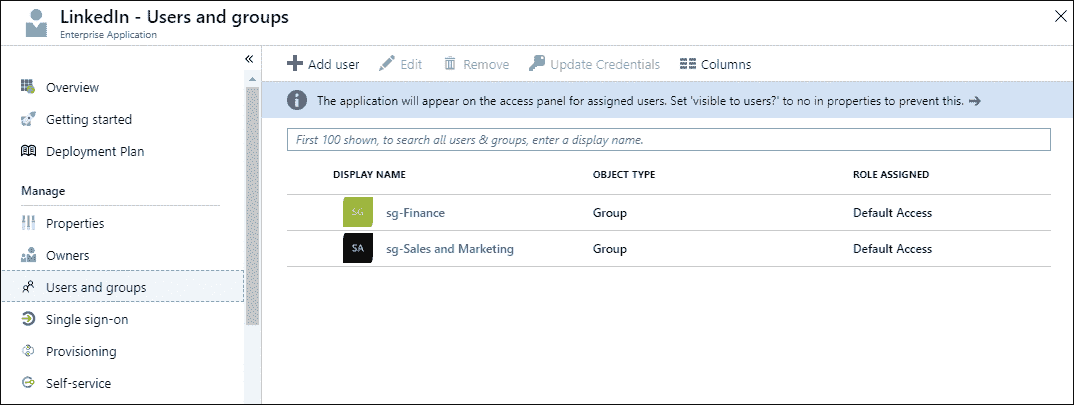 LinkedIn - Users and groups
Enterprise Application
Overview
Getting started
Deployment Plan
Manage
Properties
Owners
Users and groups
Single sign-on
Provisioning
Self-service
Add user Edit Remove Update Credentials Columns
The application will appear on the access panel for assigned users. Set 'visible to users?' to no in properties to prevent this.
First 100 shown, to search all users & groups, enter a display name.
DISPLAY NAME OBJECT TYPE ROLE ASSIGNED
SG sg-Finance Group Default Access
SA sg-Sales and Marketing Group Default Access